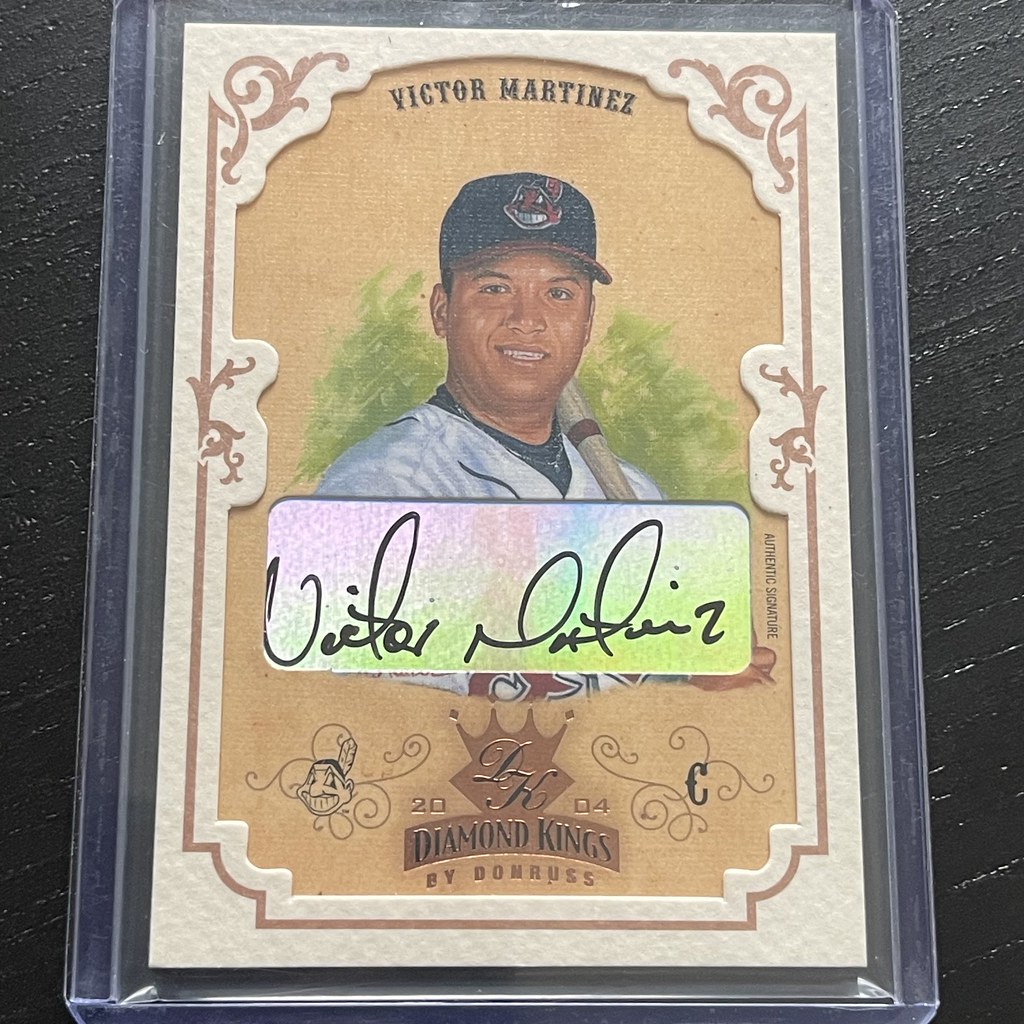 VICTOR MARTINEZ
Victor Martinez
AUTHENTIC SIGNATURE
DK
20 04
C
DIAMOND KINGS
BY DONRUSS